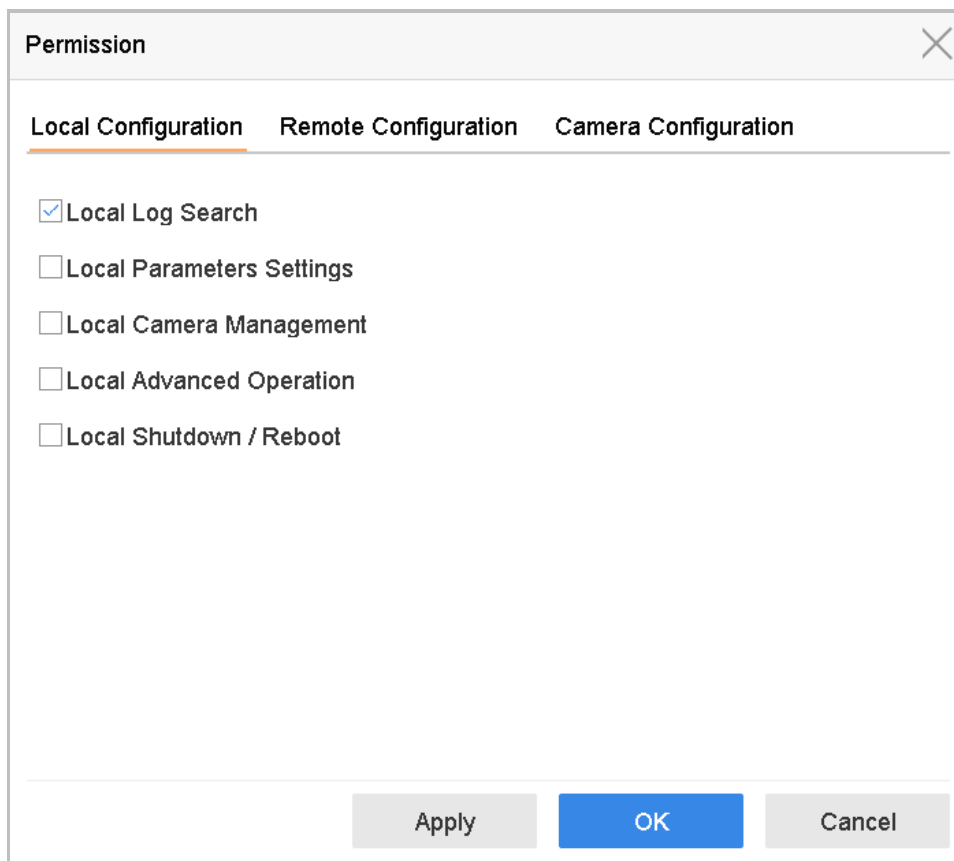 Permission
Local Configuration Remote Configuration Camera Configuration
Local Log Search
Local Parameters Settings
Local Camera Management
Local Advanced Operation
Local Shutdown / Reboot
Apply OK Cancel